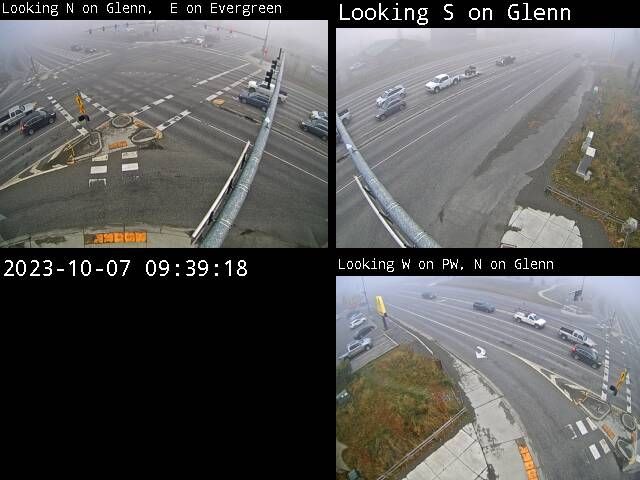 Looking N on Glenn,  E on Evergreen
Looking S on Glenn
2023-10-07 09:39:18
Looking W on PW, N on Glenn